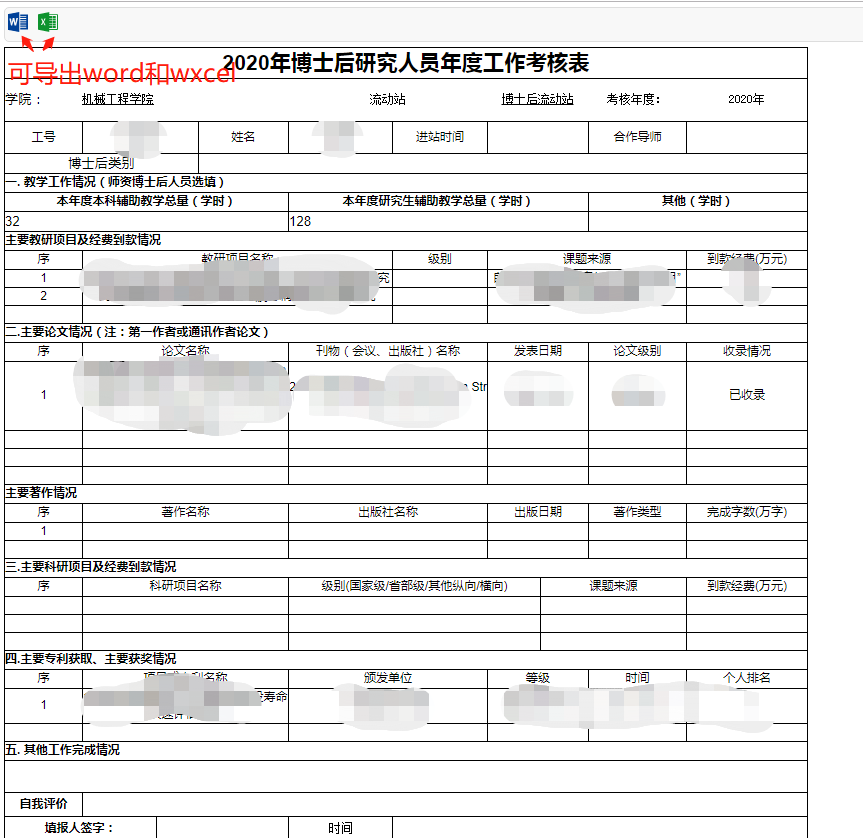 可导出word和wxcel
2020年博士后研究人员年度工作考核表
学院： 机械工程学院 流动站 博士后流动站 考核年度： 2020年
工号 姓名 进站时间 合作导师
博士后类别
一. 教学工作情况（师资博士后人员选填）
本年度本科辅助教学总量（学时） 本年度研究生辅助教学总量（学时） 其他（学时）
32 128
主要教研项目及经费到款情况
序 教研项目名称 级别 课题来源 到款经费(万元)
1 究
2
二.主要论文情况（注：第一作者或通讯作者论文）
序 论文名称 刊物（会议、出版社）名称 发表日期 论文级别 收录情况
1 2 Str 已收录
主要著作情况
序 著作名称 出版社名称 出版日期 著作类型 完成字数(万字)
1
三.主要科研项目及经费到款情况
序 科研项目名称 级别(国家级/省部级/其他纵向/横向) 课题来源 到款经费(万元)
四.主要专利获取、主要获奖情况
序 颁发单位 等级 时间 个人排名
1 寿命
五. 其他工作完成情况
自我评价
填报人签字： 时间